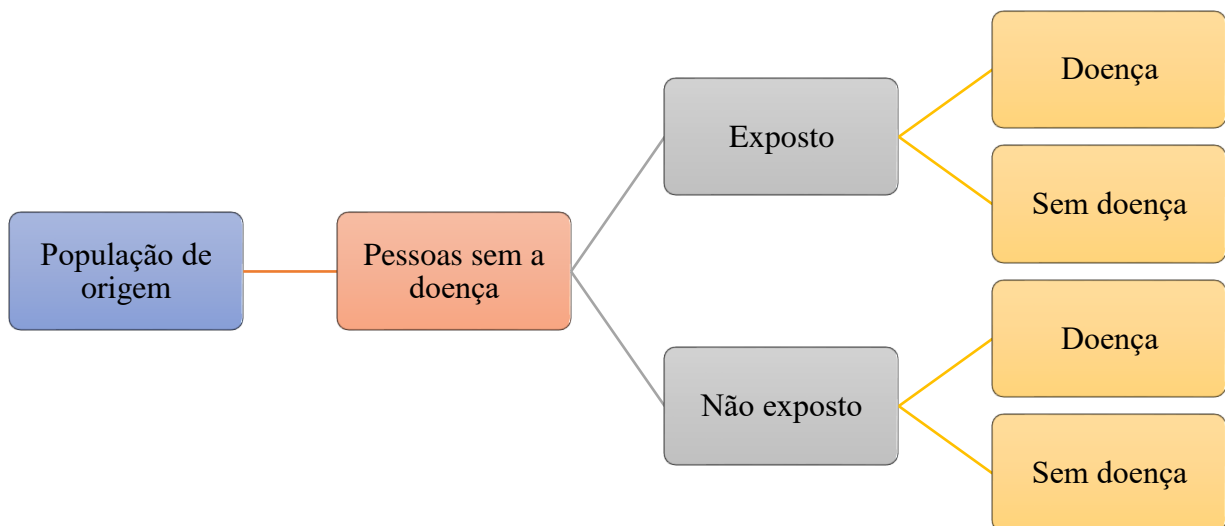 População de
origem
Pessoas sem a
doença
Exposto
Doença
Sem doença
Não exposto
Doença
Sem doença